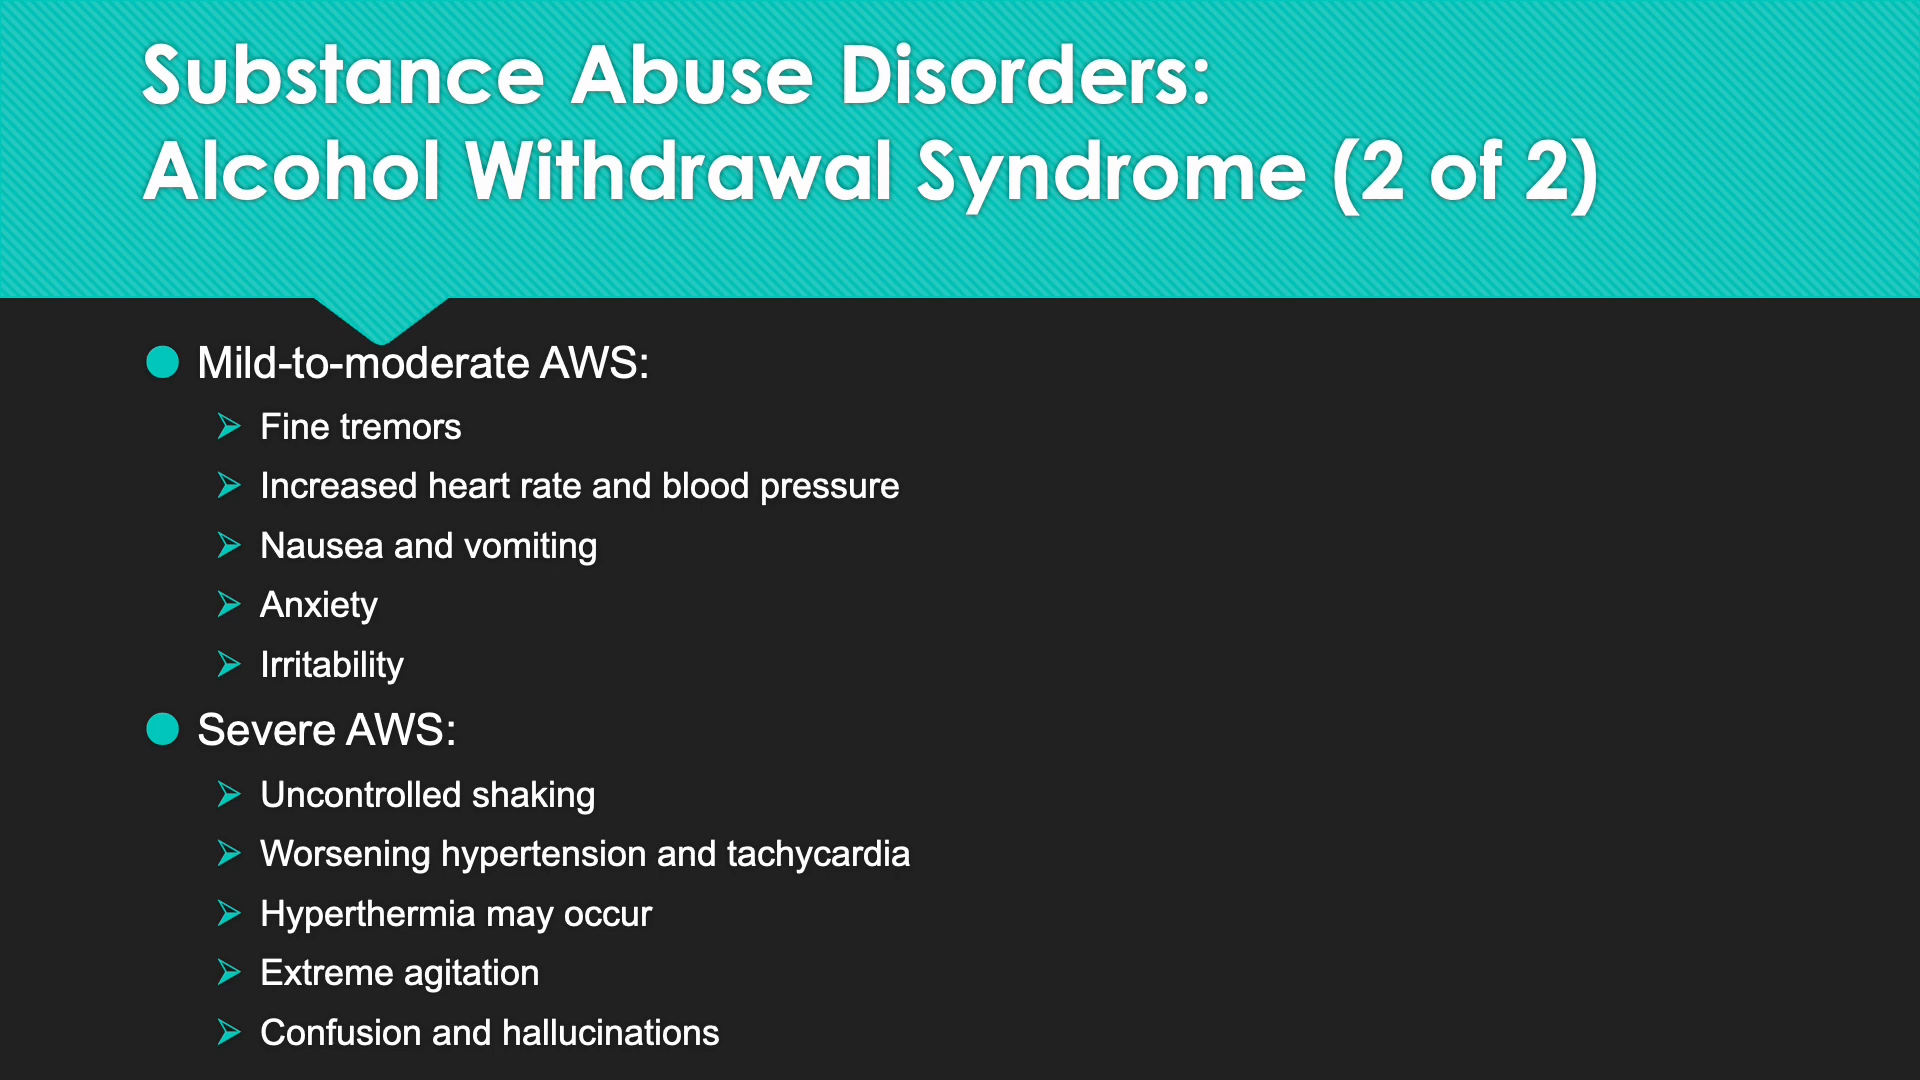 Substance Abuse Disorders:
Alcohol Withdrawal Syndrome (2 of 2)
Mild-to-moderate AWS:
Fine tremors
Increased heart rate and blood pressure
Nausea and vomiting
Anxiety
Irritability
Severe AWS:
Uncontrolled shaking
Worsening hypertension and tachycardia
Hyperthermia may occur
Extreme agitation
Confusion and hallucinations